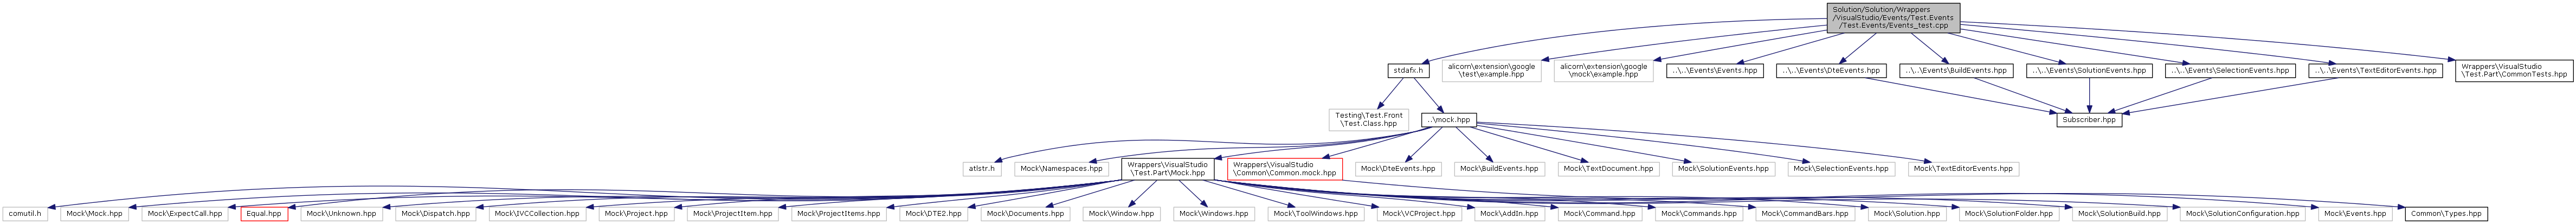 Solution/Solution/Wrappers
/VisualStudio/Events/Test.Events
/Test.Events/Events_test.cpp
stdafx.h
alicorn\extension\google
\test\example.hpp
alicorn\extension\google
\mock\example.hpp
..\..\Events\Events.hpp
..\..\Events\DteEvents.hpp
..\..\Events\BuildEvents.hpp
..\..\Events\SolutionEvents.hpp
..\..\Events\SelectionEvents.hpp
..\..\Events\TextEditorEvents.hpp
Wrappers\VisualStudio
\Test.Part\CommonTests.hpp
Testing\Test.Front
\Test.Class.hpp
..\mock.hpp
Subscriber.hpp
atlstr.h
Mock\Namespaces.hpp
Wrappers\VisualStudio
\Test.Part\Mock.hpp
Wrappers\VisualStudio
\Common\Common.mock.hpp
Mock\DteEvents.hpp
Mock\BuildEvents.hpp
Mock\TextDocument.hpp
Mock\SolutionEvents.hpp
Mock\SelectionEvents.hpp
Mock\TextEditorEvents.hpp
comutil.h
Mock\Mock.hpp
Mock\ExpectCall.hpp
Equal.hpp
Mock\Unknown.hpp
Mock\Dispatch.hpp
Mock\IVCCollection.hpp
Mock\Project.hpp
Mock\ProjectItem.hpp
Mock\ProjectItems.hpp
Mock\DTE2.hpp
Mock\Documents.hpp
Mock\Window.hpp
Mock\Windows.hpp
Mock\ToolWindows.hpp
Mock\VCProject.hpp
Mock\AddIn.hpp
Mock\Command.hpp
Mock\Commands.hpp
Mock\CommandBars.hpp
Mock\Solution.hpp
Mock\SolutionFolder.hpp
Mock\SolutionBuild.hpp
Mock\SolutionConfiguration.hpp
Mock\Events.hpp
Common\Types.hpp